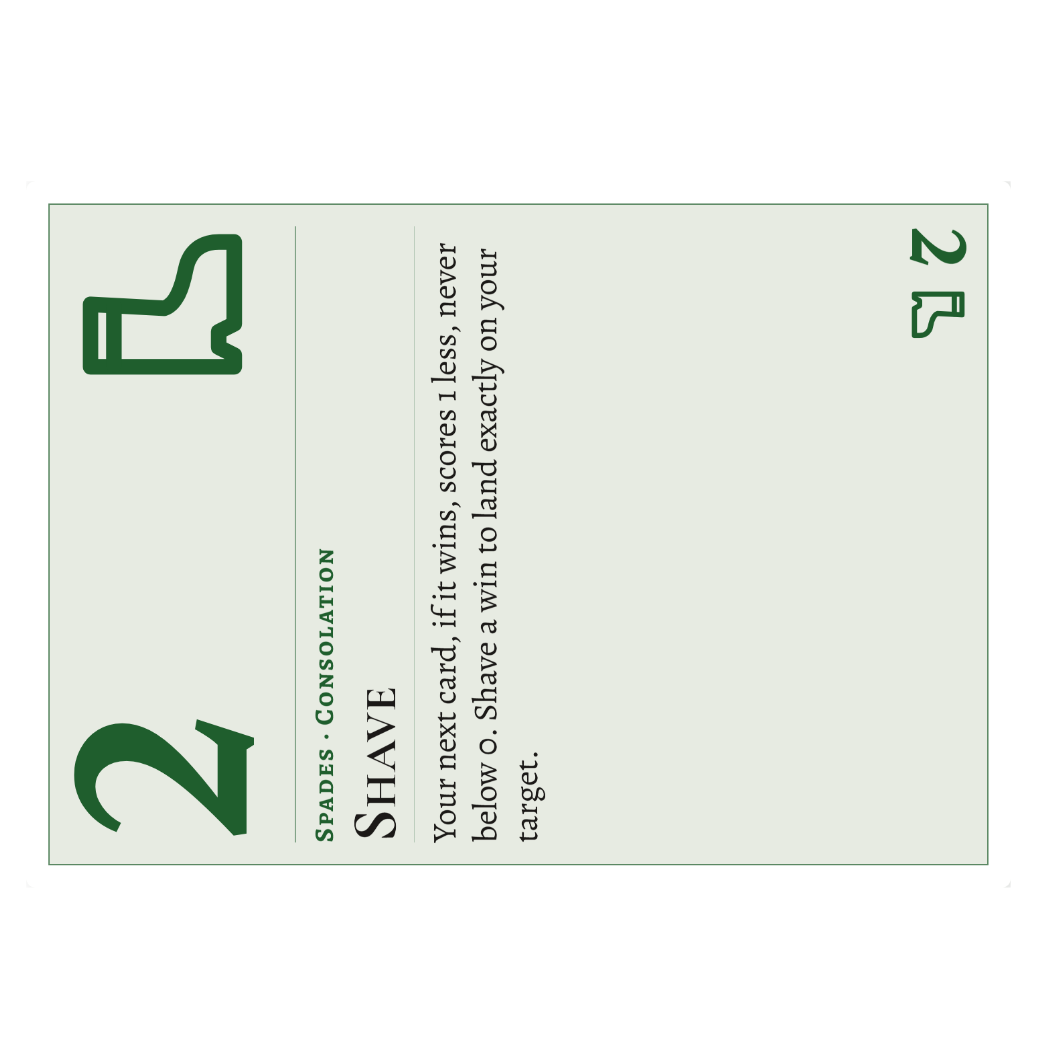 2
Spades · Consolation
Shave
Your next card, if it wins, scores 1 less, never
below 0. Shave a win to land exactly on your
target.
2